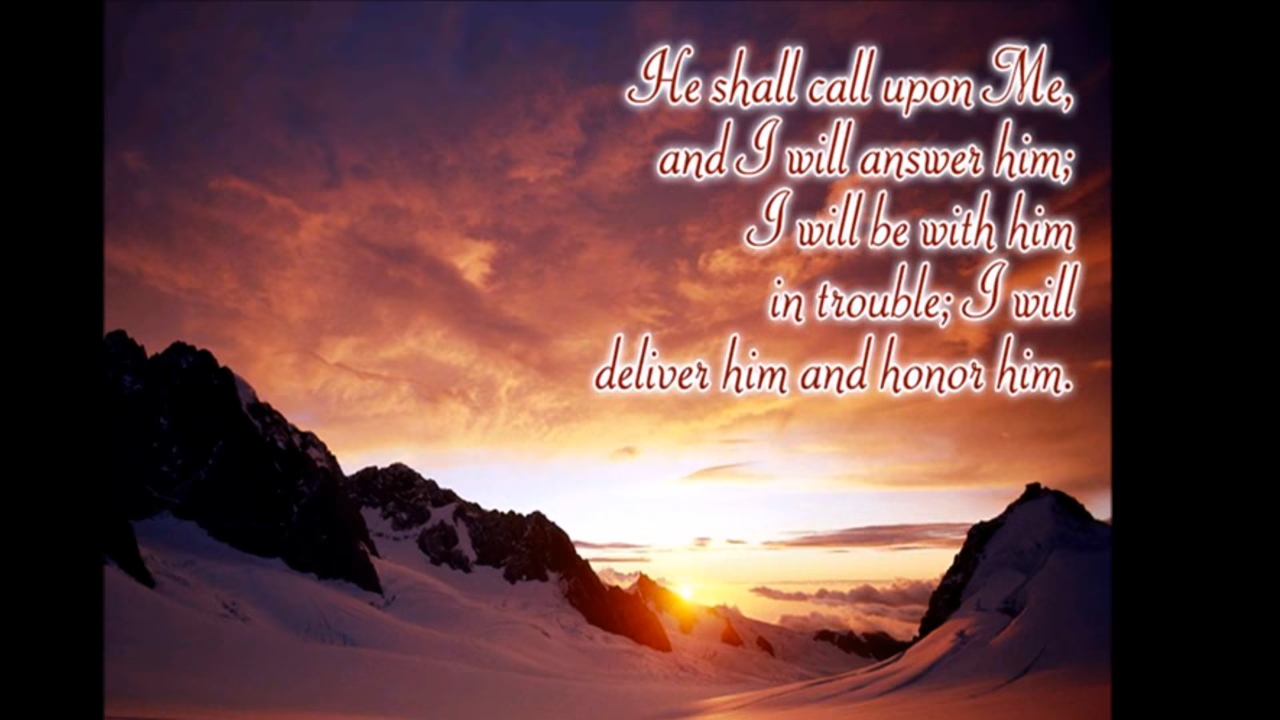 He shall call upon Me,
and I will answer him;
I will be with him
in trouble; I will
deliver him and honor him.